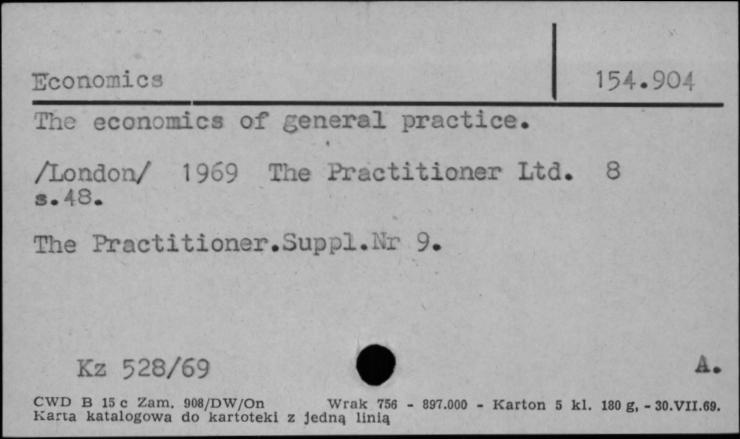 Economics 154.904
The economics of general practice.
/London/ 1969 The Practitioner Ltd. 8
s.48.
The Practitioner.Suppl.Nr 9.
Kz 528/69 A.
CWD B 15 c Zam. 908/DW/On Wrak 756 - 897.000 - Karton 5 kl. 180 g, - 30.VII.69.
Karta katalogowa do kartoteki z jedną linią